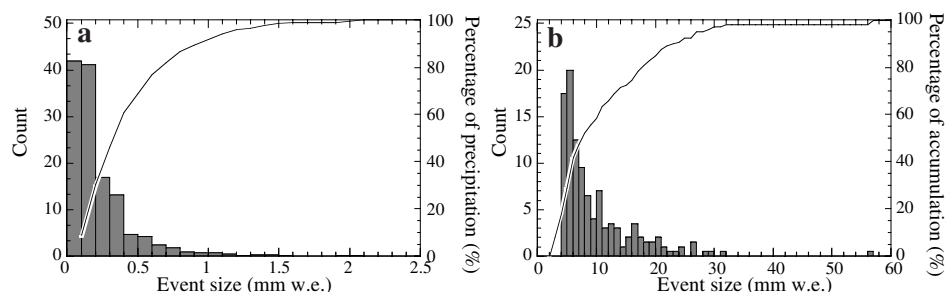 a
50
40
30
20
10
0
Count
0 0.5 1 1.5 2 2.5
Event size (mm w.e.)
100
80
60
40
20
0
Percentage of precipitation (%)
b
25
20
15
10
5
0
Count
0 10 20 30 40 50 60
Event size (mm w.e.)
100
80
60
40
20
0
Percentage of accumulation (%)